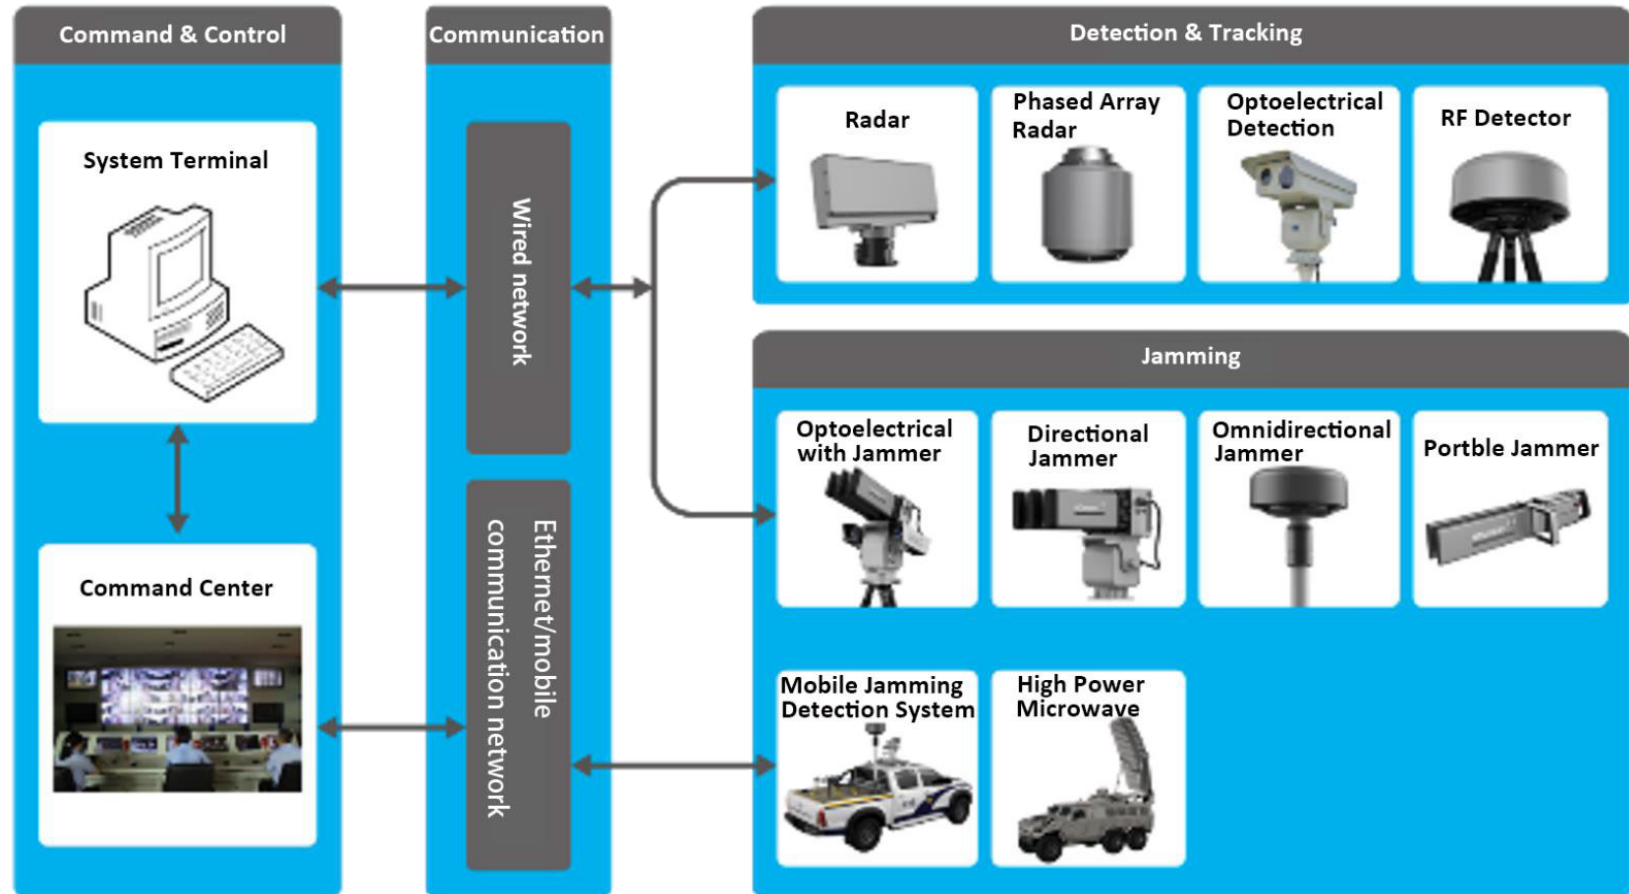 Command & Control
Communication
Detection & Tracking
System Terminal
Command Center
Wired network
Ethernet/mobile
communication network
Radar
Phased Array
Radar
Optoelectrical
Detection
RF Detector
Jamming
Optoelectrical
with Jammer
Directional
Jammer
Omnidirectional
Jammer
Portble Jammer
Mobile Jamming
Detection System
High Power
Microwave